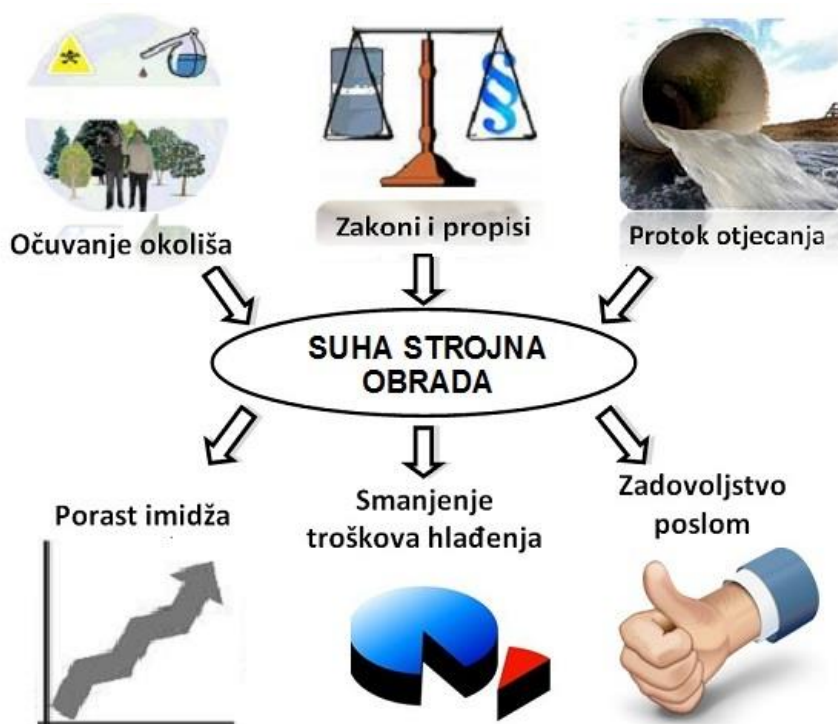 Očuvanje okoliša
Zakoni i propisi
Protok otjecanja
SUHA STROJNA
OBRADA
Porast imidža
Smanjenje
troškova hlađenja
Zadovoljstvo
poslom
§